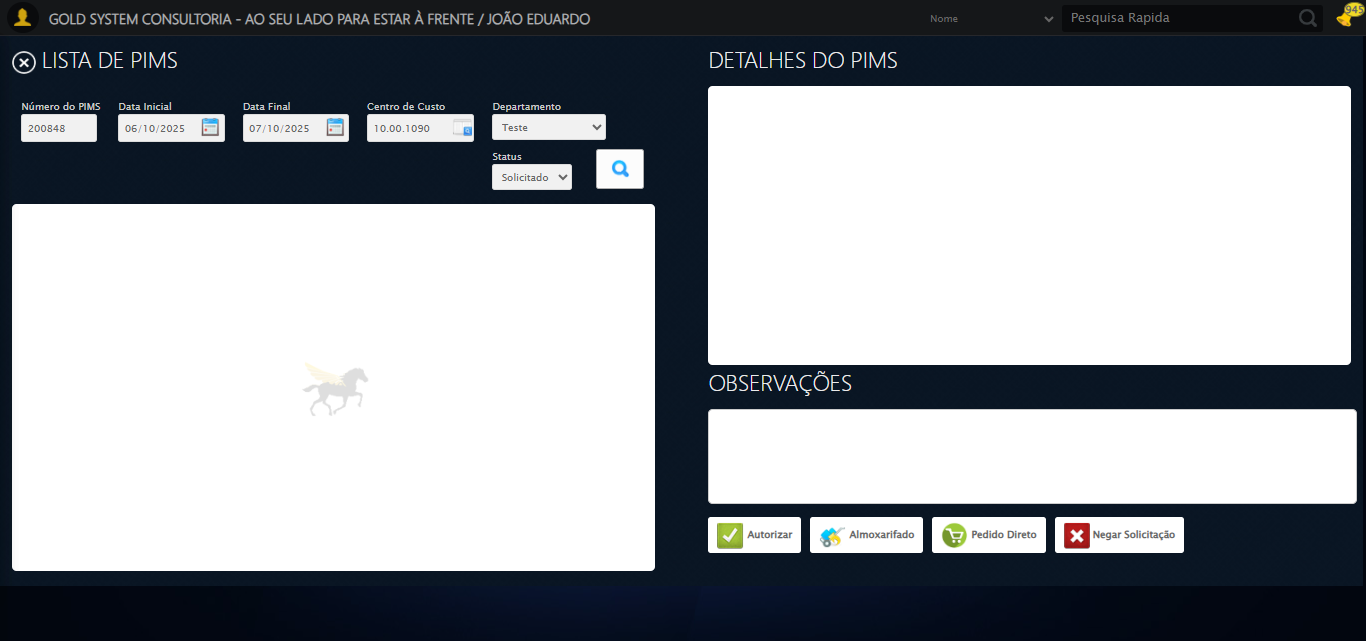 GOLD SYSTEM CONSULTORIA - AO SEU LADO PARA ESTAR À FRENTE / JOÃO EDUARDO
Nome
Pesquisa Rapida
945
LISTA DE PIMS
Número do PIMS
Data Inicial
Data Final
Centro de Custo
Departamento
200848
06/10/2025
07/10/2025
10.00.1090
Teste
Status
Solicitado
DETALHES DO PIMS
OBSERVAÇÕES
Autorizar
Almoxarifado
Pedido Direto
Negar Solicitação